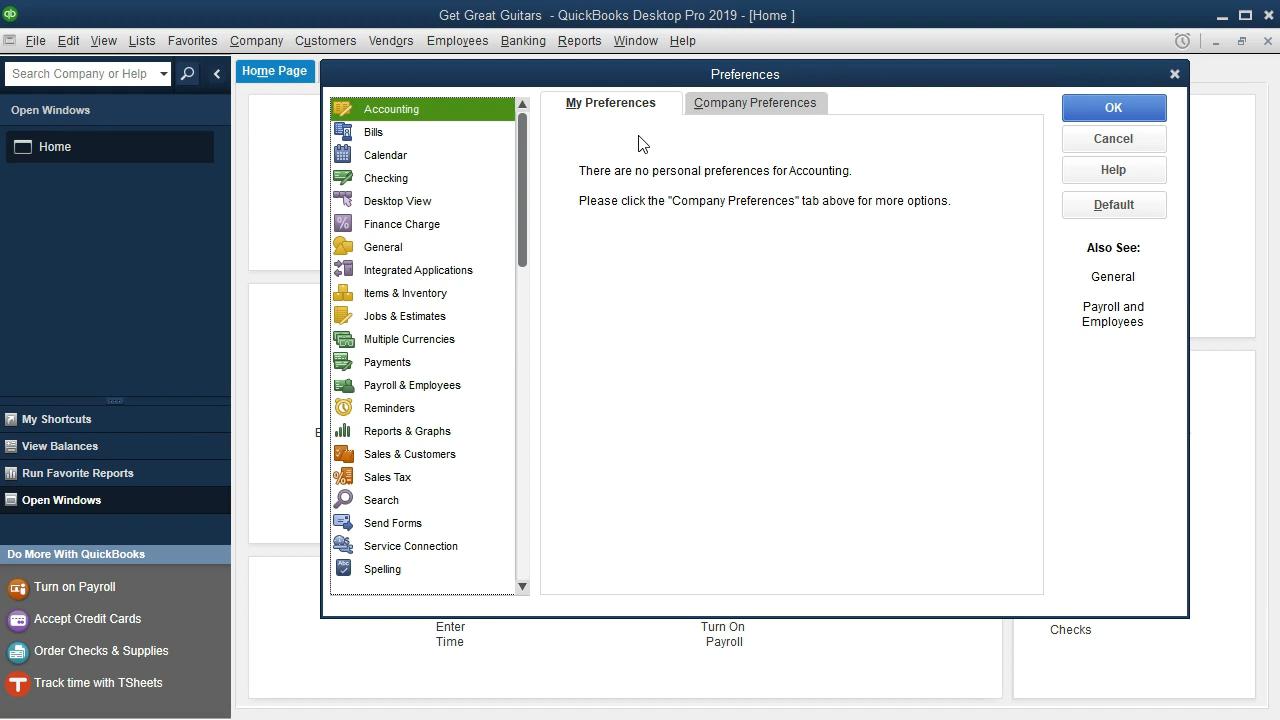 Get Great Guitars - QuickBooks Desktop Pro 2019 - [Home ]
File Edit View Lists Favorites Company Customers Vendors Employees Banking Reports Window Help
Search Company or Help
Home Page
Open Windows
Home
My Shortcuts
View Balances
Run Favorite Reports
Open Windows
Do More With QuickBooks
Turn on Payroll
Accept Credit Cards
Order Checks & Supplies
Track time with TSheets
Preferences
Accounting
Bills
Calendar
Checking
Desktop View
Finance Charge
General
Integrated Applications
Items & Inventory
Jobs & Estimates
Multiple Currencies
Payments
Payroll & Employees
Reminders
Reports & Graphs
Sales & Customers
Sales Tax
Search
Send Forms
Service Connection
Spelling
My Preferences
Company Preferences
There are no personal preferences for Accounting.
Please click the "Company Preferences" tab above for more options.
OK
Cancel
Help
Default
Also See:
General
Payroll and
Employees
Enter
Time
Turn On
Payroll
Checks